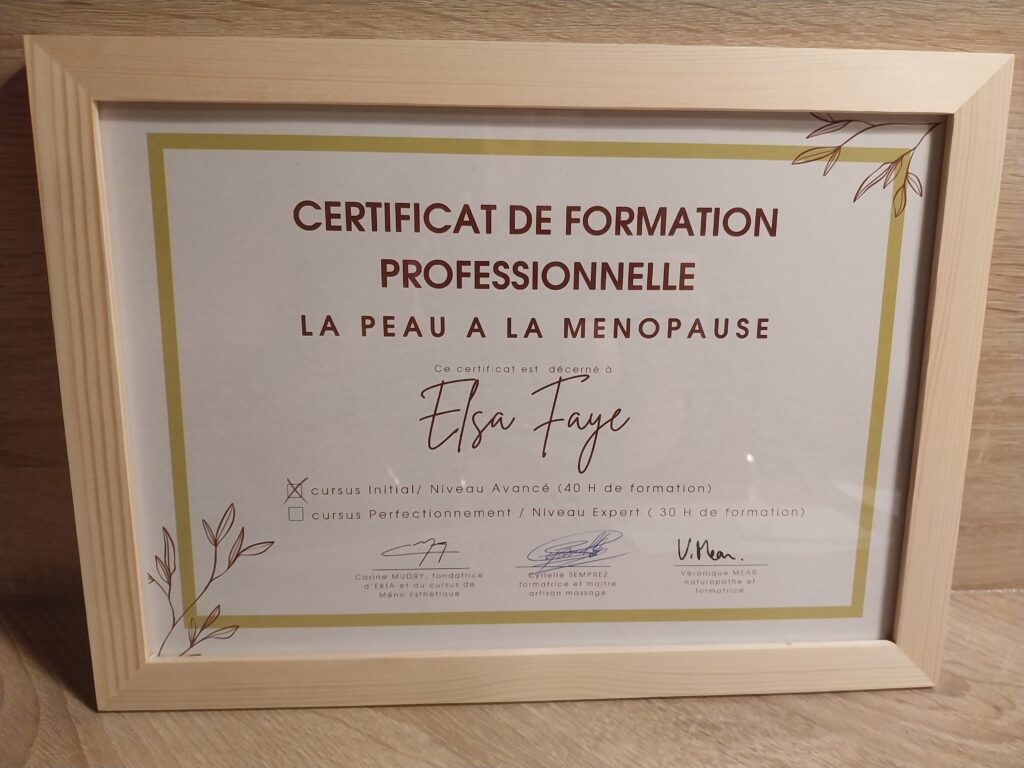 CERTIFICAT DE FORMATION
PROFESSIONNELLE
LA PEAU A LA MENOPAUSE
Ce certificat est décerné à
Elsa Faye
cursus Initial/ Niveau Avancé (40 H de formation)
cursus Perfectionnement / Niveau Expert ( 30 H de formation)
V. Mear.
Carine MUDRY, fondatrice
d'EKIA et du cursus de
Méno Esthétique
Cyrielle SEMPREZ,
formatrice et maitre
artisan massage
Véronique MEAR
naturopathe et
formatrice